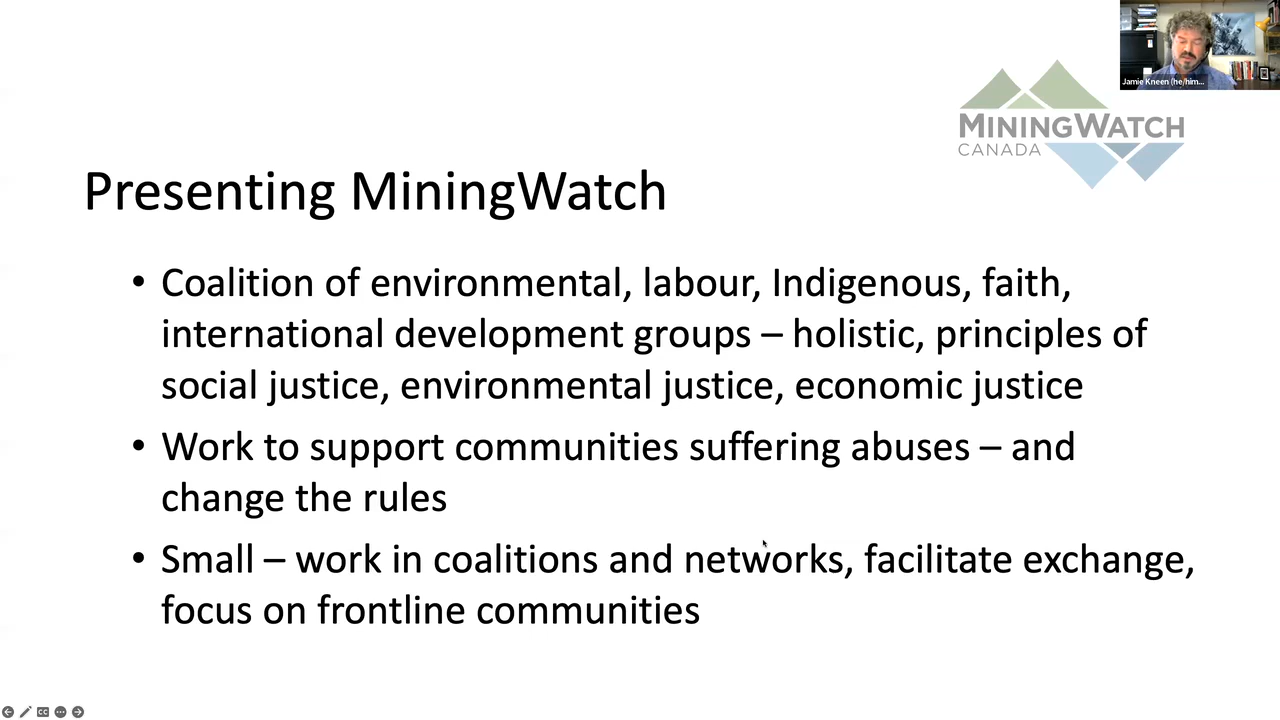 Jamie Kneen (he/him...
MININGWATCH
CANADA
Presenting MiningWatch
• Coalition of environmental, labour, Indigenous, faith,
international development groups – holistic, principles of
social justice, environmental justice, economic justice
• Work to support communities suffering abuses – and
change the rules
• Small – work in coalitions and networks, facilitate exchange,
focus on frontline communities
CC